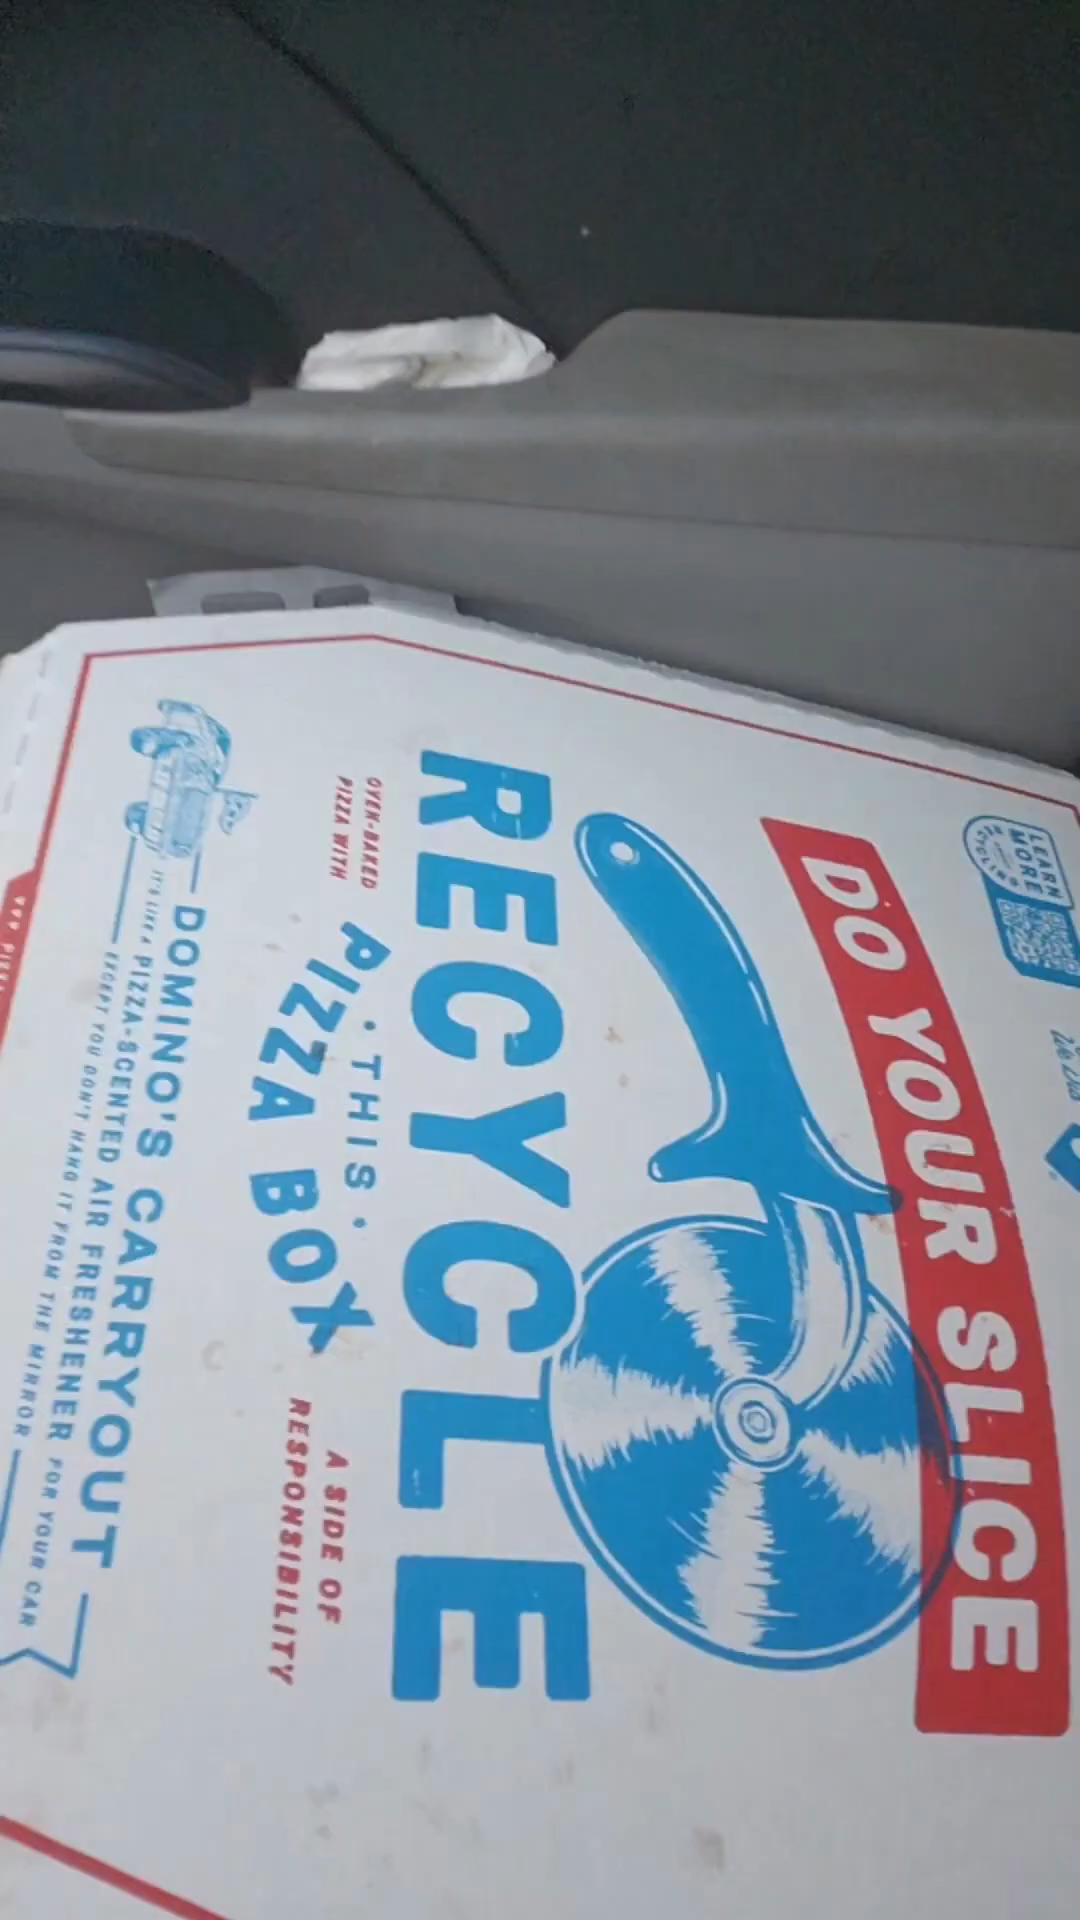 LEARN
MORE
DO YOUR SLICE
RECYCLE
OVEN-BAKED
PIZZA WITH
• THIS •
PIZZA BOX
A SIDE OF
RESPONSIBILITY
DOMINO'S CARRYOUT
IT'S LIKE A PIZZA-SCENTED AIR FRESHENER FOR YOUR CAR
EXCEPT YOU DON'T HANG IT FROM THE MIRROR